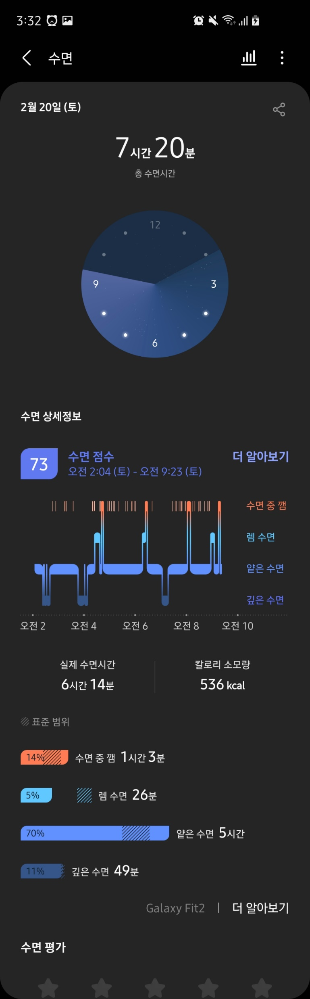 3:32
수면
2월 20일 (토)
7시간 20분
총 수면시간
12
9
3
6
수면 상세정보
73
수면 점수
더 알아보기
오전 2:04 (토) - 오전 9:23 (토)
수면 중 깸
렘 수면
얕은 수면
깊은 수면
오전 2 오전 4 오전 6 오전 8 오전 10
실제 수면시간 칼로리 소모량
6시간 14분 536 kcal
표준 범위
14% 수면 중 깸 1시간 3분
5% 렘 수면 26분
70% 얕은 수면 5시간
11% 깊은 수면 49분
Galaxy Fit2 | 더 알아보기
수면 평가